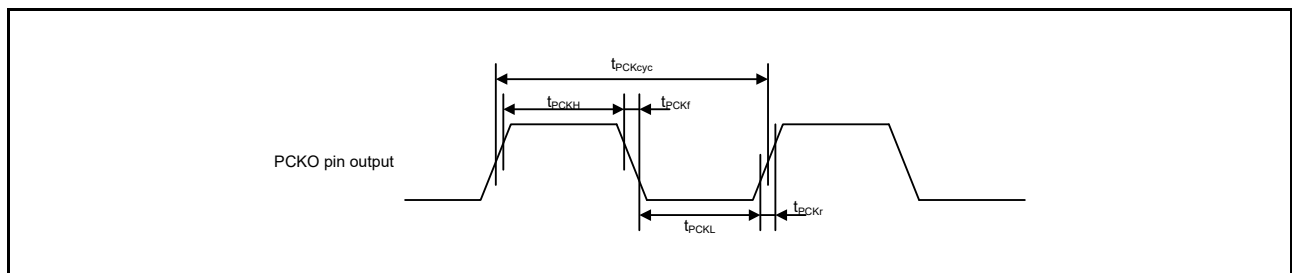 tPCKcyc
tPCKH
tPCKf
PCKO pin output
tPCKr
tPCKL